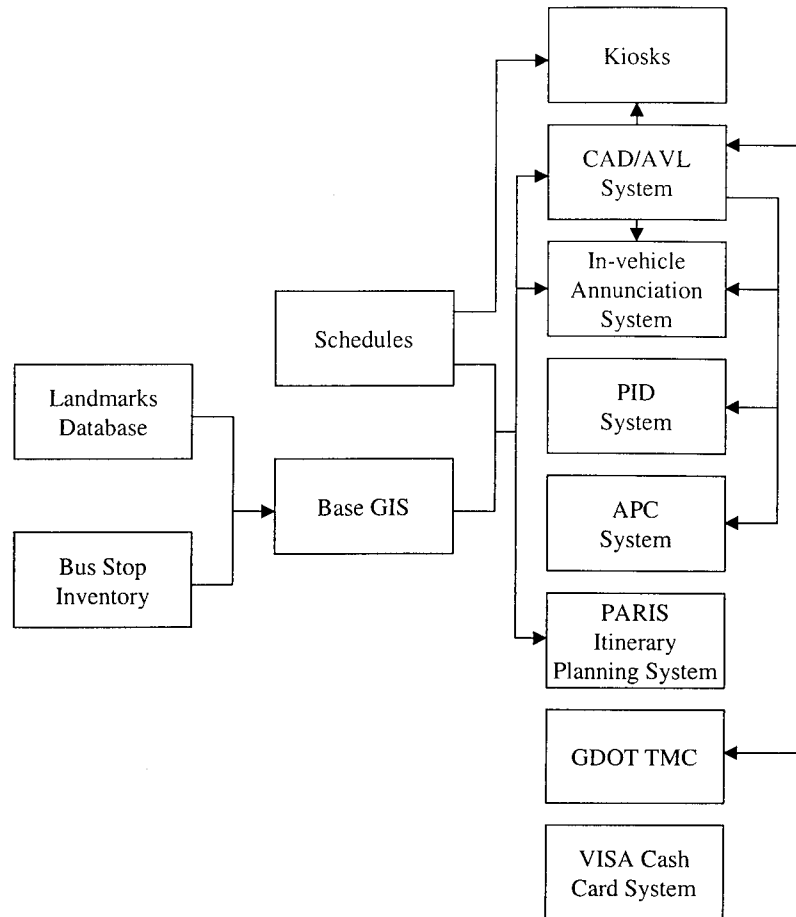 Kiosks
CAD/AVL
System
In-vehicle
Annunciation
System
Schedules
PID
System
Landmarks
Database
Base GIS
APC
System
Bus Stop
Inventory
PARIS
Itinerary
Planning System
GDOT TMC
VISA Cash
Card System